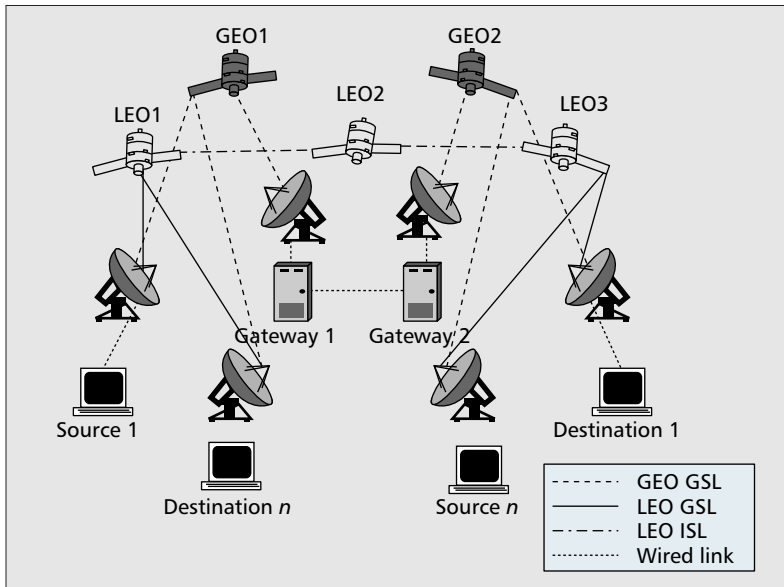 GEO1
GEO2
LEO1
LEO2
LEO3
Gateway 1
Gateway 2
Source 1
Destination 1
Destination n
Source n
GEO GSL
LEO GSL
LEO ISL
Wired link